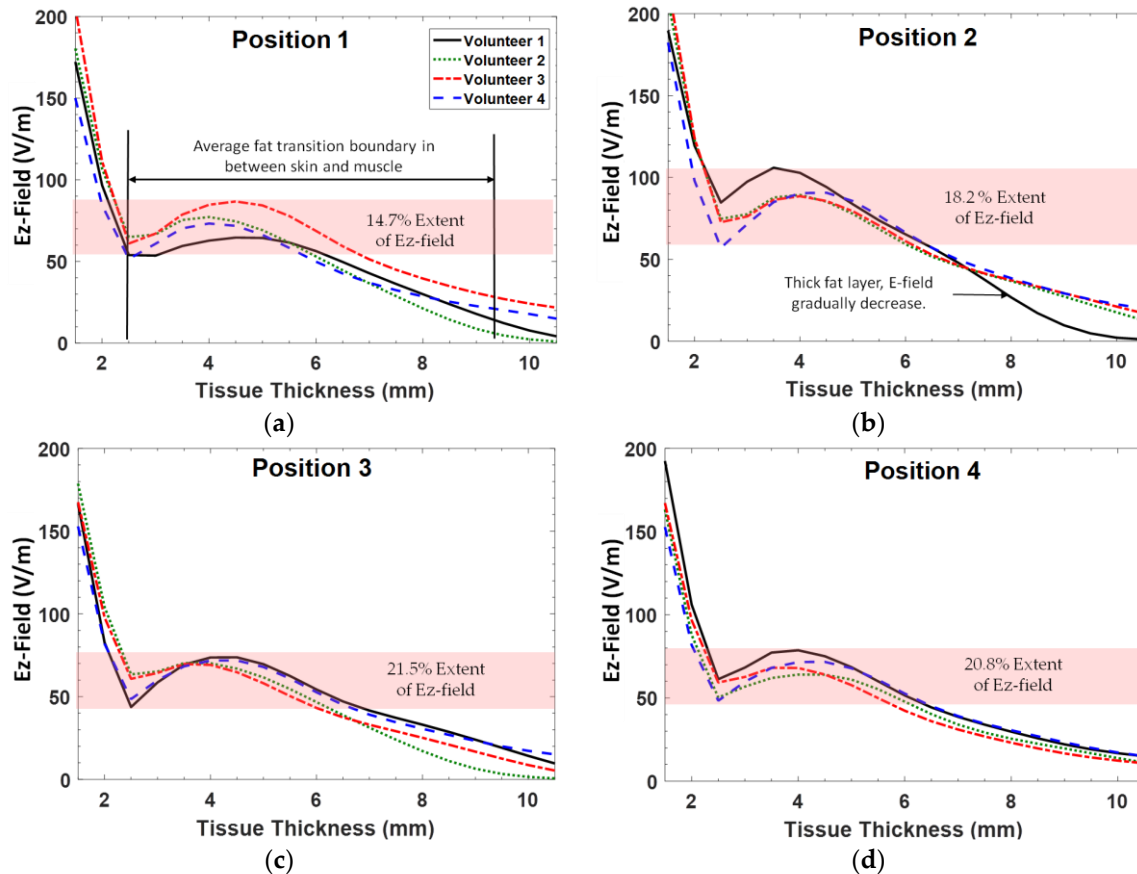 Position 1
Volunteer 1
Volunteer 2
Volunteer 3
Volunteer 4
Average fat transition boundary in
between skin and muscle
14.7% Extent
of Ez-field
Ez-Field (V/m)
200
150
100
50
0
2
4
6
8
10
Tissue Thickness (mm)
(a)
Position 2
18.2% Extent
of Ez-field
Thick fat layer, E-field
gradually decrease.
Ez-Field (V/m)
200
150
100
50
0
2
4
6
8
10
Tissue Thickness (mm)
(b)
Position 3
21.5% Extent
of Ez-field
Ez-Field (V/m)
200
150
100
50
0
2
4
6
8
10
Tissue Thickness (mm)
(c)
Position 4
20.8% Extent
of Ez-field
Ez-Field (V/m)
200
150
100
50
0
2
4
6
8
10
Tissue Thickness (mm)
(d)